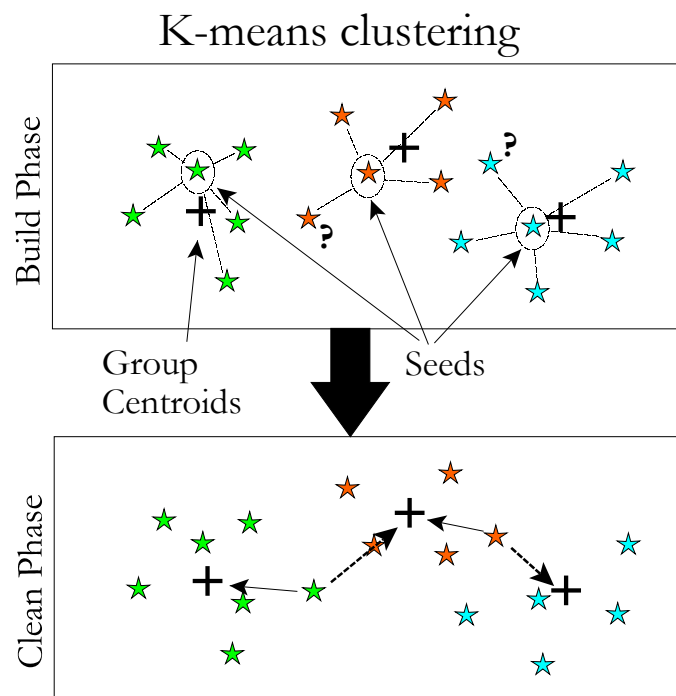 K-means clustering
Build Phase
?
?
Group
Centroids
Seeds
Clean Phase